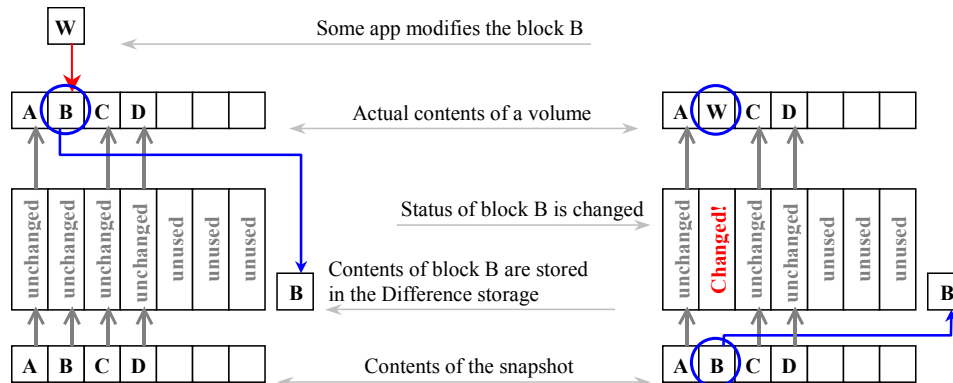 W
Some app modifies the block B
A B C D
Actual contents of a volume
A W C D
unchanged unchanged unchanged unchanged unused unused unused
Status of block B is changed
unchanged Changed! unchanged unchanged unused unused unused
B
Contents of block B are stored
in the Difference storage
B
A B C D
Contents of the snapshot
A B C D